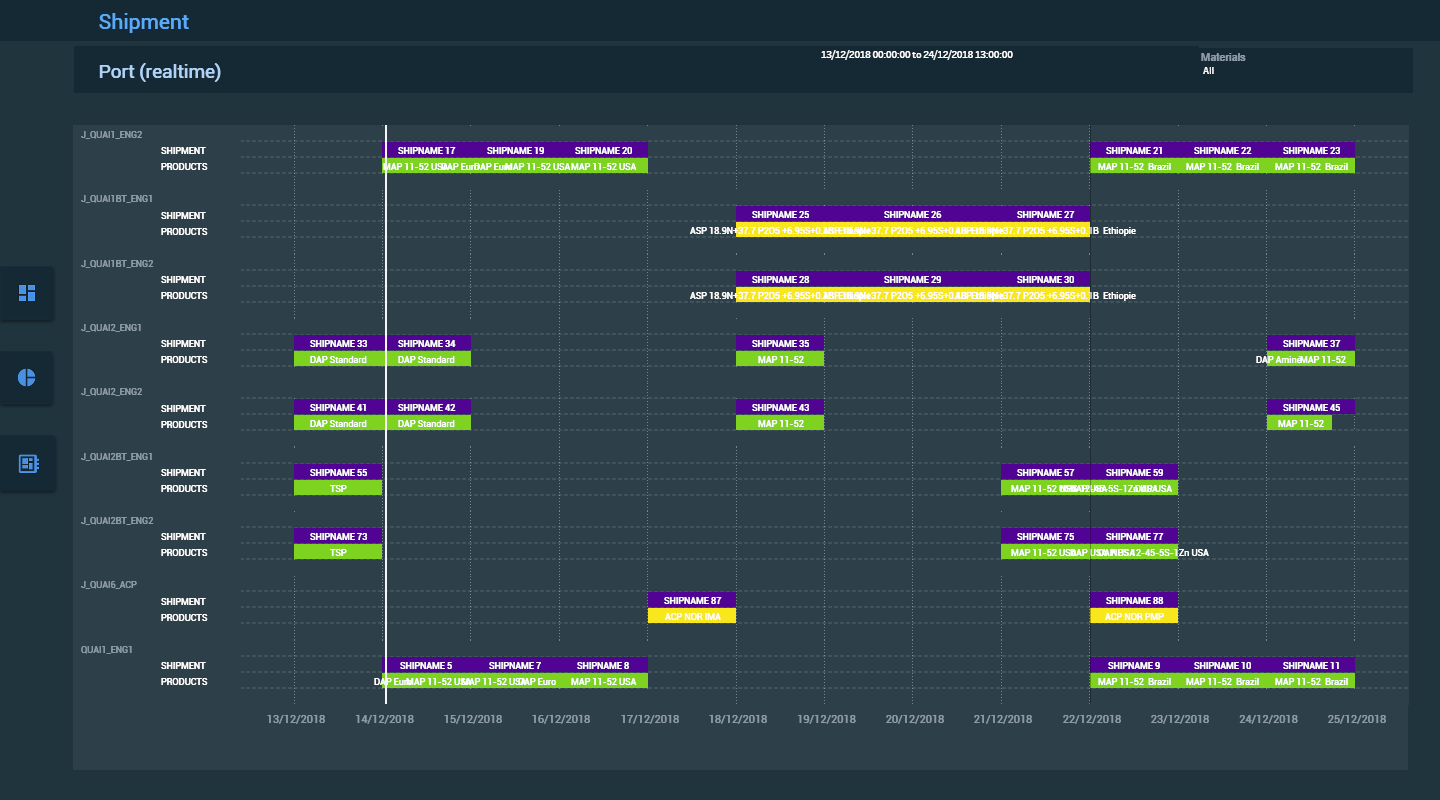 Shipment
13/12/2018 00:00:00 to 24/12/2018 13:00:00
Materials
Port (realtime)
All
J_QUAI1_ENG2
SHIPMENT SHIPNAME 17 SHIPNAME 19 SHIPNAME 20 SHIPNAME 21 SHIPNAME 22 SHIPNAME 23
PRODUCTS MAP 11-52 USA DAP Euro DAP Euro MAP 11-52 USA MAP 11-52 USA MAP 11-52 Brazil MAP 11-52 Brazil MAP 11-52 Brazil
J_QUAI1BT_ENG1
SHIPMENT SHIPNAME 25 SHIPNAME 26 SHIPNAME 27
PRODUCTS ASP 18.9N+37.7 P2O5 +6.95S+0.1B Ethiopie
J_QUAI1BT_ENG2
SHIPMENT SHIPNAME 28 SHIPNAME 29 SHIPNAME 30
PRODUCTS ASP 18.9N+37.7 P2O5 +6.95S+0.1B Ethiopie
J_QUAI2_ENG1
SHIPMENT SHIPNAME 33 SHIPNAME 34 SHIPNAME 35 SHIPNAME 37
PRODUCTS DAP Standard DAP Standard MAP 11-52 DAP Amine MAP 11-52
J_QUAI2_ENG2
SHIPMENT SHIPNAME 41 SHIPNAME 42 SHIPNAME 43 SHIPNAME 45
PRODUCTS DAP Standard DAP Standard MAP 11-52 MAP 11-52
J_QUAI2BT_ENG1
SHIPMENT SHIPNAME 55 SHIPNAME 57 SHIPNAME 59
PRODUCTS TSP MAP 11-52 USA
J_QUAI2BT_ENG2
SHIPMENT SHIPNAME 73 SHIPNAME 75 SHIPNAME 77
PRODUCTS TSP MAP 11-52 USA DAP USA
J_QUAI6_ACP
SHIPMENT SHIPNAME 87 SHIPNAME 88
PRODUCTS ACP NOR IMA ACP NOR PMP
QUAI1_ENG1
SHIPMENT SHIPNAME 5 SHIPNAME 7 SHIPNAME 8 SHIPNAME 9 SHIPNAME 10 SHIPNAME 11
PRODUCTS DAP Euro MAP 11-52 USA MAP 11-52 USA DAP Euro MAP 11-52 USA MAP 11-52 Brazil MAP 11-52 Brazil MAP 11-52 Brazil
13/12/2018 14/12/2018 15/12/2018 16/12/2018 17/12/2018 18/12/2018 19/12/2018 20/12/2018 21/12/2018 22/12/2018 23/12/2018 24/12/2018 25/12/2018